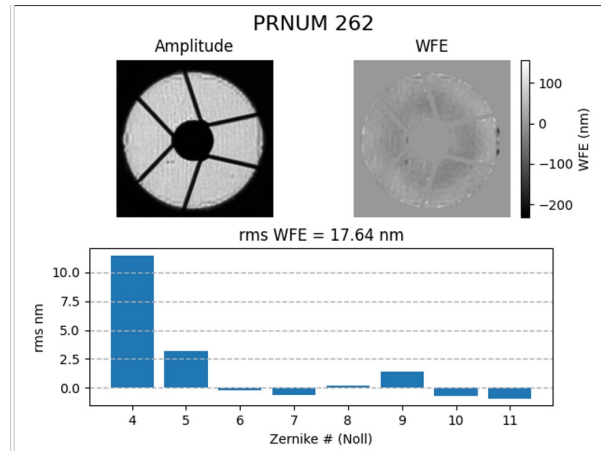 PRNUM 262
Amplitude
WFE
100
0
−100
−200
WFE (nm)
rms WFE = 17.64 nm
10.0
7.5
5.0
2.5
0.0
rms nm
4 5 6 7 8 9 10 11
Zernike # (Noll)